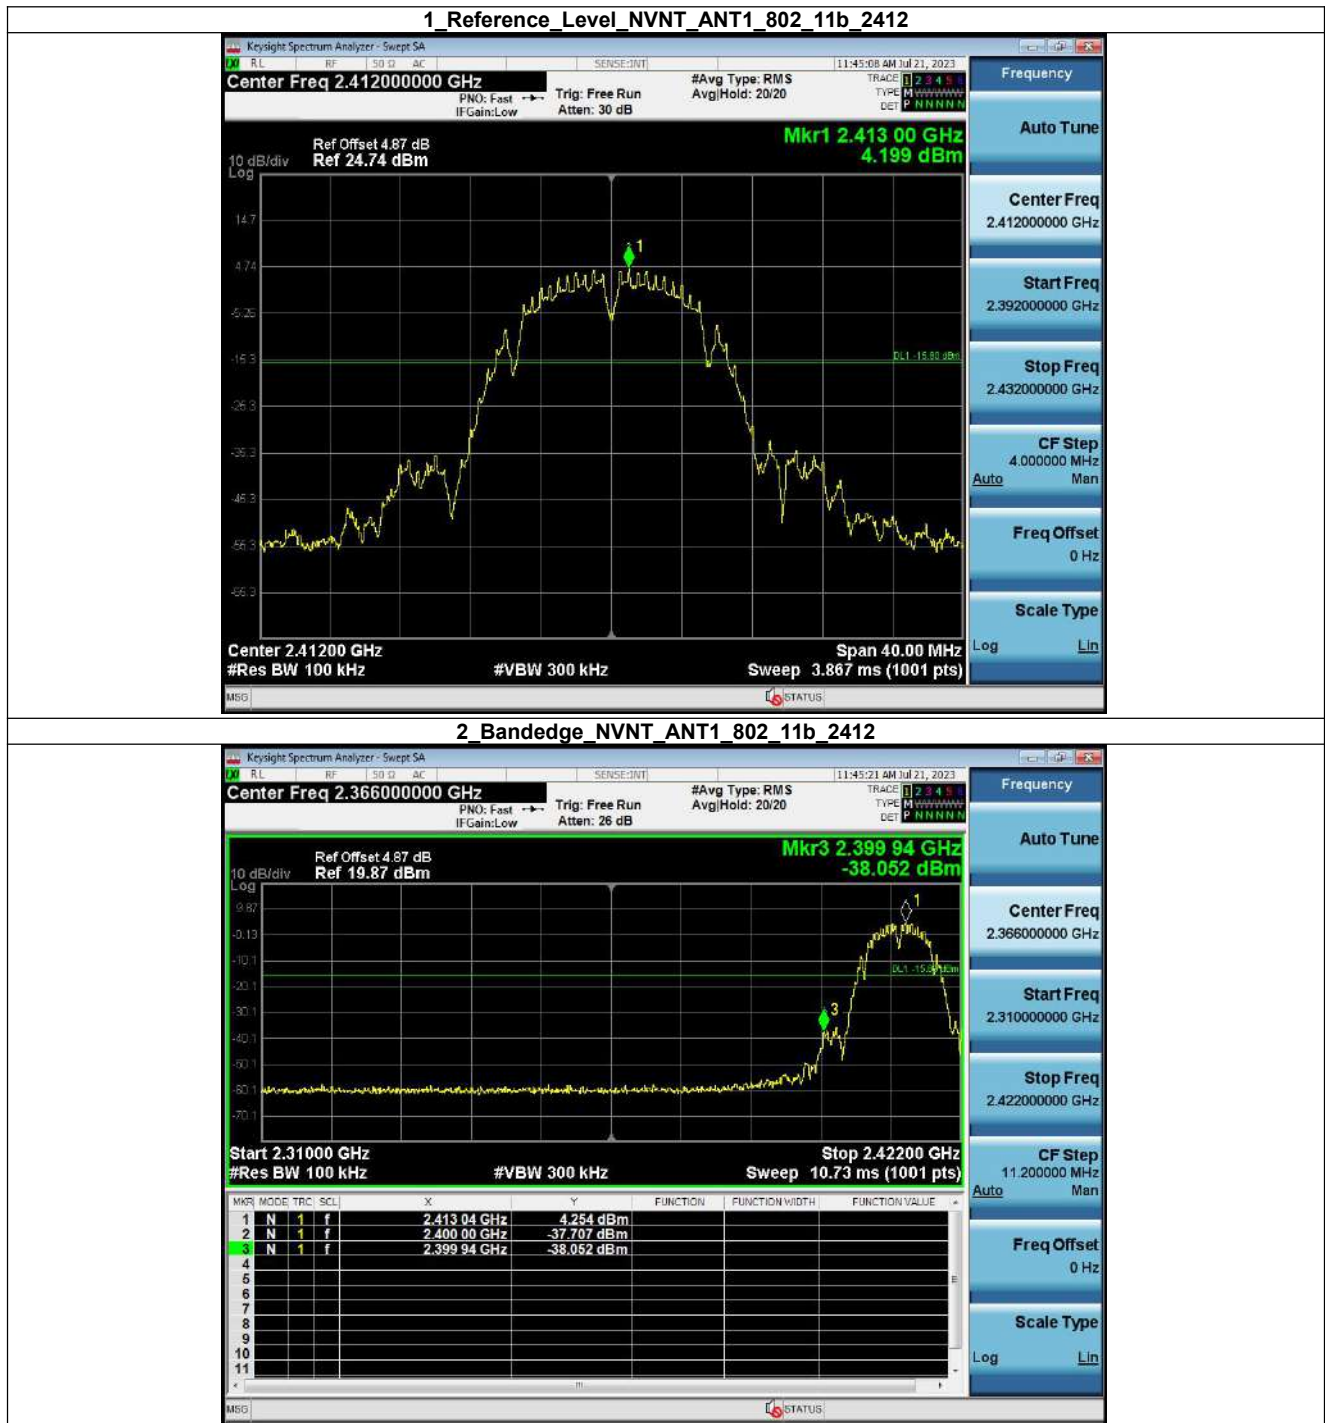 1_Reference_Level_NVNT_ANT1_802_11b_2412
Keysight Spectrum Analyzer - Swept SA
RL RF 50 Ω AC SENSE:INT 11:45:08 AM Jul 21, 2023
Center Freq 2.412000000 GHz
PNO: Fast
IFGain:Low
Trig: Free Run
Atten: 30 dB
#Avg Type: RMS
Avg|Hold: 20/20
TRACE 1 2 3 4 5 6
TYPE M WWWWW
DET P N N N N N
Ref Offset 4.87 dB
Ref 24.74 dBm
10 dB/div
Log
Mkr1 2.413 00 GHz
4.199 dBm
14.7
4.74
-5.26
-15.3
-25.3
-35.3
-45.3
-55.3
-65.3
1
DL1 -15.80 dBm
Center 2.41200 GHz
Span 40.00 MHz
#Res BW 100 kHz
#VBW 300 kHz
Sweep 3.867 ms (1001 pts)
MSG
STATUS
Frequency
Auto Tune
Center Freq
2.412000000 GHz
Start Freq
2.392000000 GHz
Stop Freq
2.432000000 GHz
CF Step
4.000000 MHz
Auto Man
Freq Offset
0 Hz
Scale Type
Log Lin
2_Bandedge_NVNT_ANT1_802_11b_2412
Keysight Spectrum Analyzer - Swept SA
RL RF 50 Ω AC SENSE:INT 11:45:21 AM Jul 21, 2023
Center Freq 2.366000000 GHz
PNO: Fast
IFGain:Low
Trig: Free Run
Atten: 26 dB
#Avg Type: RMS
Avg|Hold: 20/20
TRACE 1 2 3 4 5 6
TYPE M WWWWW
DET P N N N N N
Ref Offset 4.87 dB
Ref 19.87 dBm
10 dB/div
Log
Mkr3 2.399 94 GHz
-38.052 dBm
9.87
-0.13
-10.1
-20.1
-30.1
-40.1
-50.1
-60.1
-70.1
1
3
Start 2.31000 GHz
Stop 2.42200 GHz
#Res BW 100 kHz
#VBW 300 kHz
Sweep 10.73 ms (1001 pts)
MKR MODE TRC SCL X Y FUNCTION FUNCTION WIDTH FUNCTION VALUE
1 N 1 f 2.413 04 GHz 4.254 dBm
2 N 1 f 2.400 00 GHz -37.707 dBm
3 N 1 f 2.399 94 GHz -38.052 dBm
4
5
6
7
8
9
10
11
MSG
STATUS
Frequency
Auto Tune
Center Freq
2.366000000 GHz
Start Freq
2.310000000 GHz
Stop Freq
2.422000000 GHz
CF Step
11.200000 MHz
Auto Man
Freq Offset
0 Hz
Scale Type
Log Lin